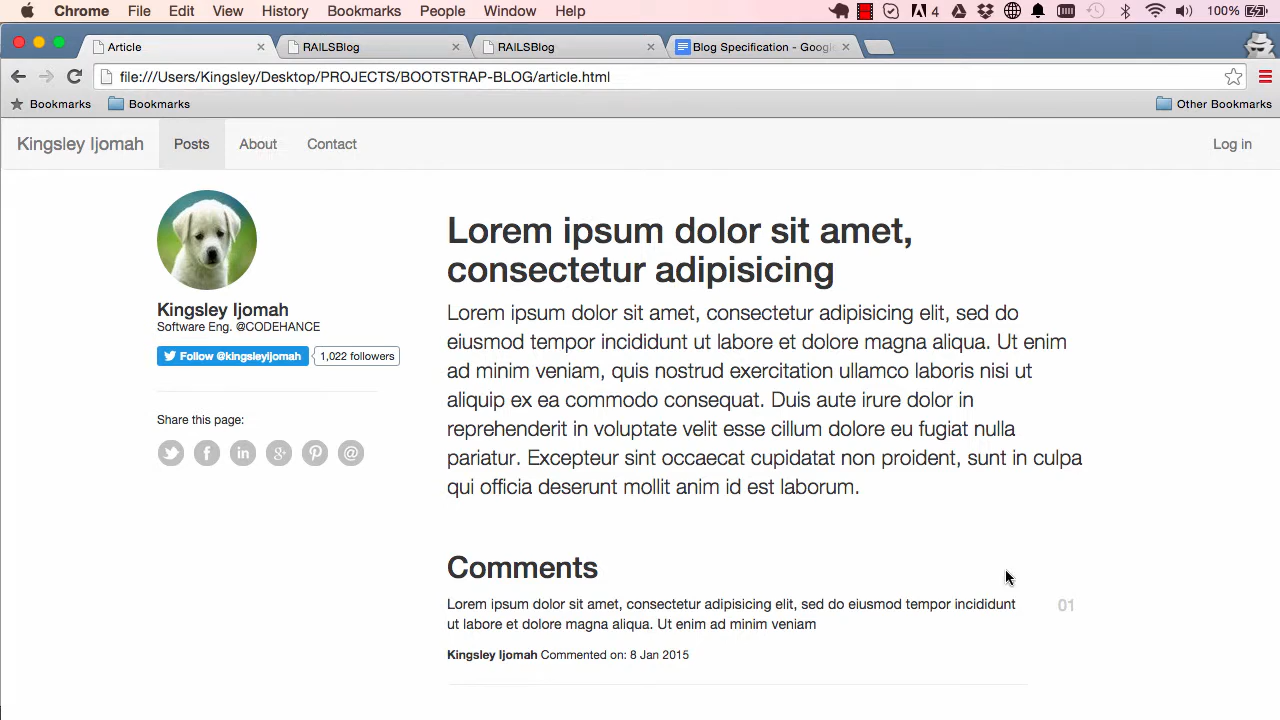 Chrome File Edit View History Bookmarks People Window Help 4 100%
Article RAILSBlog RAILSBlog Blog Specification - Googl
file:///Users/Kingsley/Desktop/PROJECTS/BOOTSTRAP-BLOG/article.html
Bookmarks Bookmarks Other Bookmarks
Kingsley Ijomah Posts About Contact Log in
Kingsley Ijomah
Software Eng. @CODEHANCE
Follow @kingsleyijomah 1,022 followers
Share this page:
Lorem ipsum dolor sit amet,
consectetur adipisicing
Lorem ipsum dolor sit amet, consectetur adipisicing elit, sed do
eiusmod tempor incididunt ut labore et dolore magna aliqua. Ut enim
ad minim veniam, quis nostrud exercitation ullamco laboris nisi ut
aliquip ex ea commodo consequat. Duis aute irure dolor in
reprehenderit in voluptate velit esse cillum dolore eu fugiat nulla
pariatur. Excepteur sint occaecat cupidatat non proident, sunt in culpa
qui officia deserunt mollit anim id est laborum.
Comments
Lorem ipsum dolor sit amet, consectetur adipisicing elit, sed do eiusmod tempor incididunt
ut labore et dolore magna aliqua. Ut enim ad minim veniam
01
Kingsley Ijomah Commented on: 8 Jan 2015